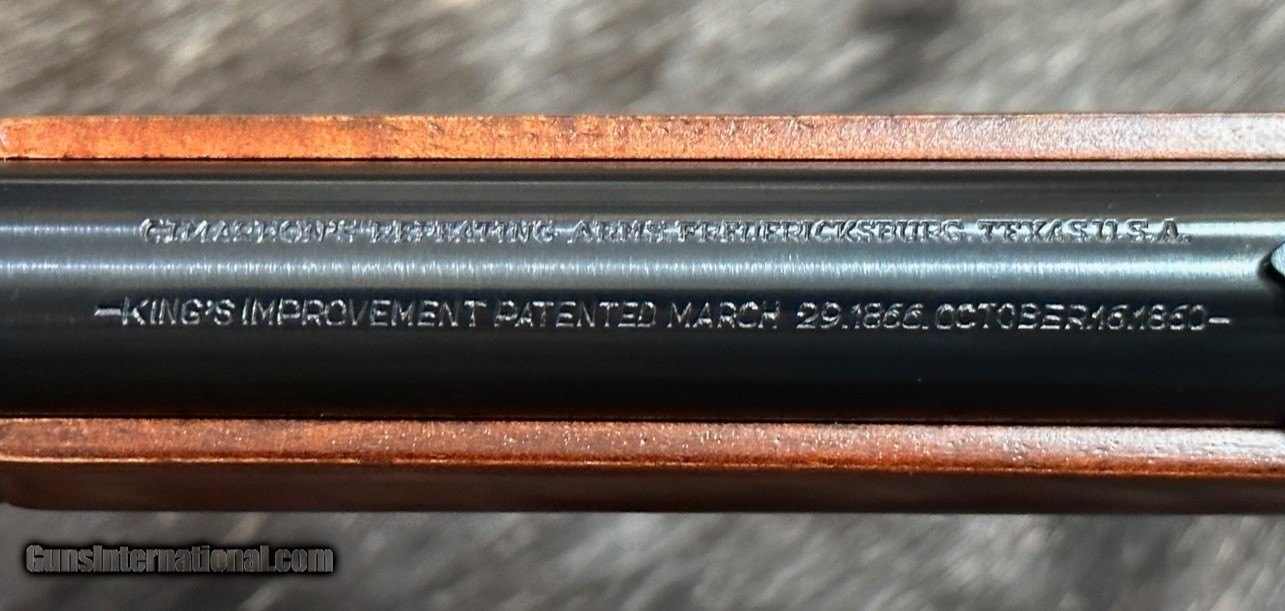 CIMARRON'S REPEATING ARMS. FREDERICKSBURG, TEXAS U.S.A.
-KING'S IMPROVEMENT PATENTED MARCH 29.1866.OCTOBER.16.1860-
GunsInternational.com